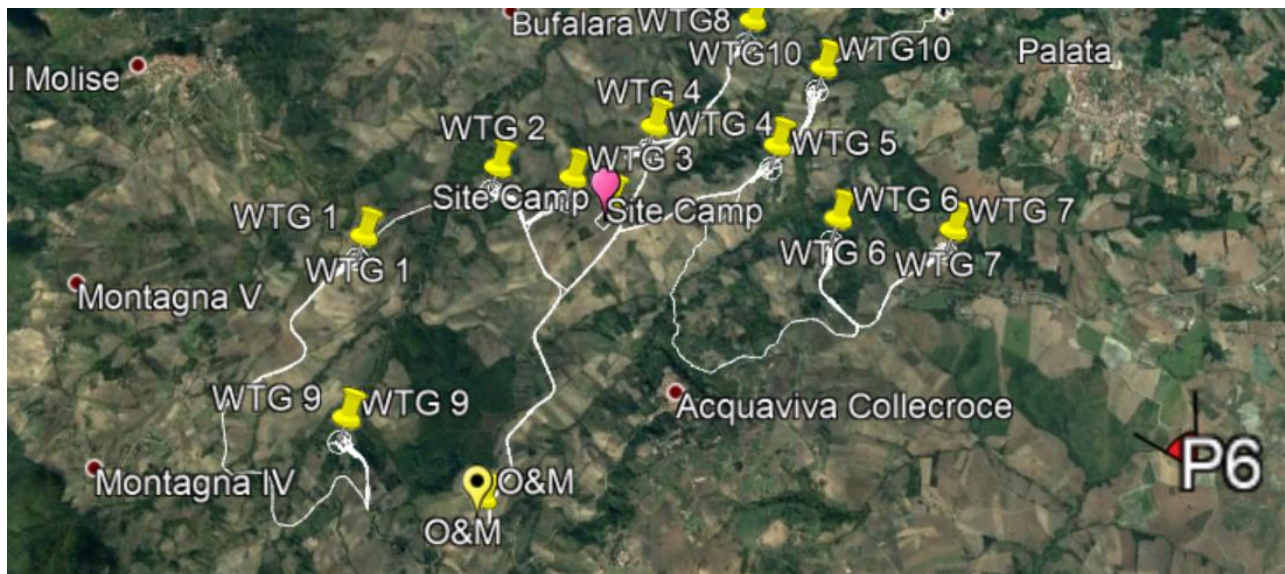 Bufalara
WTG8
WTG10
WTG10
Palata
l Molise
WTG 4
WTG 4
WTG 2
WTG 3
WTG 5
Site Camp
Site Camp
WTG 6
WTG 7
WTG 1
WTG 6
WTG 7
WTG 1
Montagna V
WTG 9
WTG 9
Acquaviva Collecroce
Montagna IV
O&M
P6
O&M